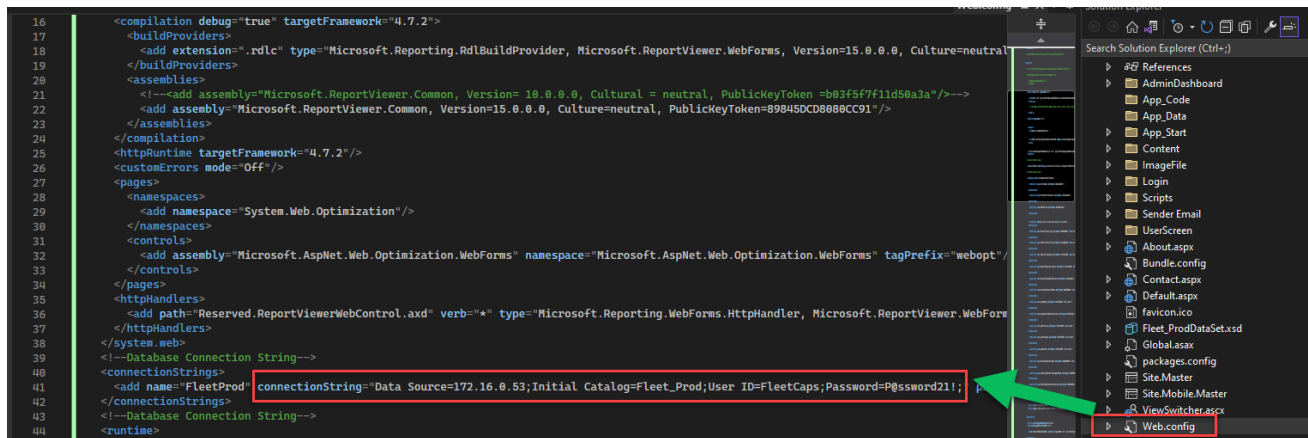 Web.config
Solution Explorer
16 <compilation debug="true" targetFramework="4.7.2">
17 <buildProviders>
18 <add extension=".rdlc" type="Microsoft.Reporting.RdlBuildProvider, Microsoft.ReportViewer.WebForms, Version=15.0.0.0, Culture=neutral
19 </buildProviders>
20 <assemblies>
21 <!--<add assembly="Microsoft.ReportViewer.Common, Version= 10.0.0.0, Cultural = neutral, PublicKeyToken =b03f5f7f11d50a3a"/>-->
22 <add assembly="Microsoft.ReportViewer.Common, Version=15.0.0.0, Culture=neutral, PublicKeyToken=89845DCD8080CC91"/>
23 </assemblies>
24 </compilation>
25 <httpRuntime targetFramework="4.7.2"/>
26 <customErrors mode="Off"/>
27 <pages>
28 <namespaces>
29 <add namespace="System.Web.Optimization"/>
30 </namespaces>
31 <controls>
32 <add assembly="Microsoft.AspNet.Web.Optimization.WebForms" namespace="Microsoft.AspNet.Web.Optimization.WebForms" tagPrefix="webopt"/
33 </controls>
34 </pages>
35 <httpHandlers>
36 <add path="Reserved.ReportViewerWebControl.axd" verb="*" type="Microsoft.Reporting.WebForms.HttpHandler, Microsoft.ReportViewer.WebForm
37 </httpHandlers>
38 </system.web>
39 <!--Database Connection String-->
40 <connectionStrings>
41 <add name="FleetProd" connectionString="Data Source=172.16.0.53;Initial Catalog=Fleet_Prod;User ID=FleetCaps;Password=P@ssword21!;" p
42 </connectionStrings>
43 <!--Database Connection String-->
44 <runtime>
Search Solution Explorer (Ctrl+;)
References
AdminDashboard
App_Code
App_Data
App_Start
Content
ImageFile
Login
Scripts
Sender Email
UserScreen
About.aspx
Bundle.config
Contact.aspx
Default.aspx
favicon.ico
Fleet_ProdDataSet.xsd
Global.asax
packages.config
Site.Master
Site.Mobile.Master
ViewSwitcher.ascx
Web.config